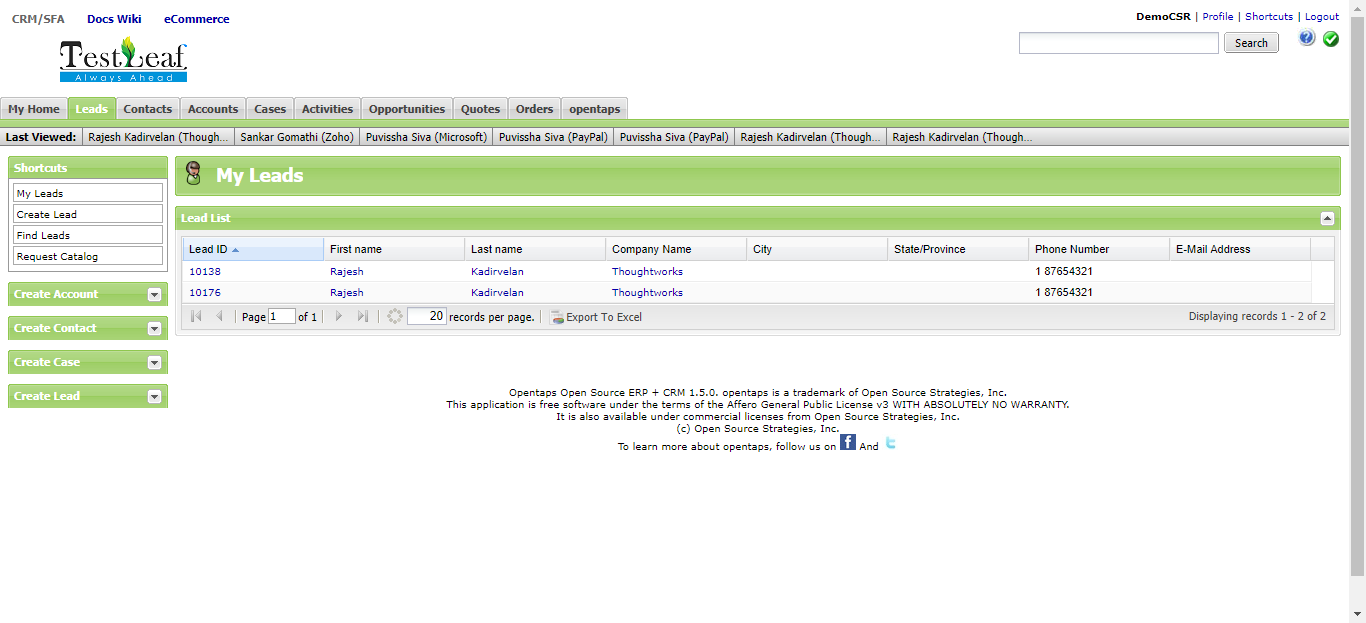 CRM/SFA Docs Wiki eCommerce
DemoCSR | Profile | Shortcuts | Logout
TestLeaf
Always Ahead
Search
My Home Leads Contacts Accounts Cases Activities Opportunities Quotes Orders opentaps
Last Viewed: Rajesh Kadirvelan (Though... Sankar Gomathi (Zoho) Puvissha Siva (Microsoft) Puvissha Siva (PayPal) Puvissha Siva (PayPal) Rajesh Kadirvelan (Though... Rajesh Kadirvelan (Though...
Shortcuts
My Leads
Create Lead
Find Leads
Request Catalog
Create Account
Create Contact
Create Case
Create Lead
My Leads
Lead List
Lead ID First name Last name Company Name City State/Province Phone Number E-Mail Address
10138 Rajesh Kadirvelan Thoughtworks 1 87654321
10176 Rajesh Kadirvelan Thoughtworks 1 87654321
Page 1 of 1 20 records per page. Export To Excel Displaying records 1 - 2 of 2
Opentaps Open Source ERP + CRM 1.5.0. opentaps is a trademark of Open Source Strategies, Inc.
This application is free software under the terms of the Affero General Public License v3 WITH ABSOLUTELY NO WARRANTY.
It is also available under commercial licenses from Open Source Strategies, Inc.
(c) Open Source Strategies, Inc.
To learn more about opentaps, follow us on f And t